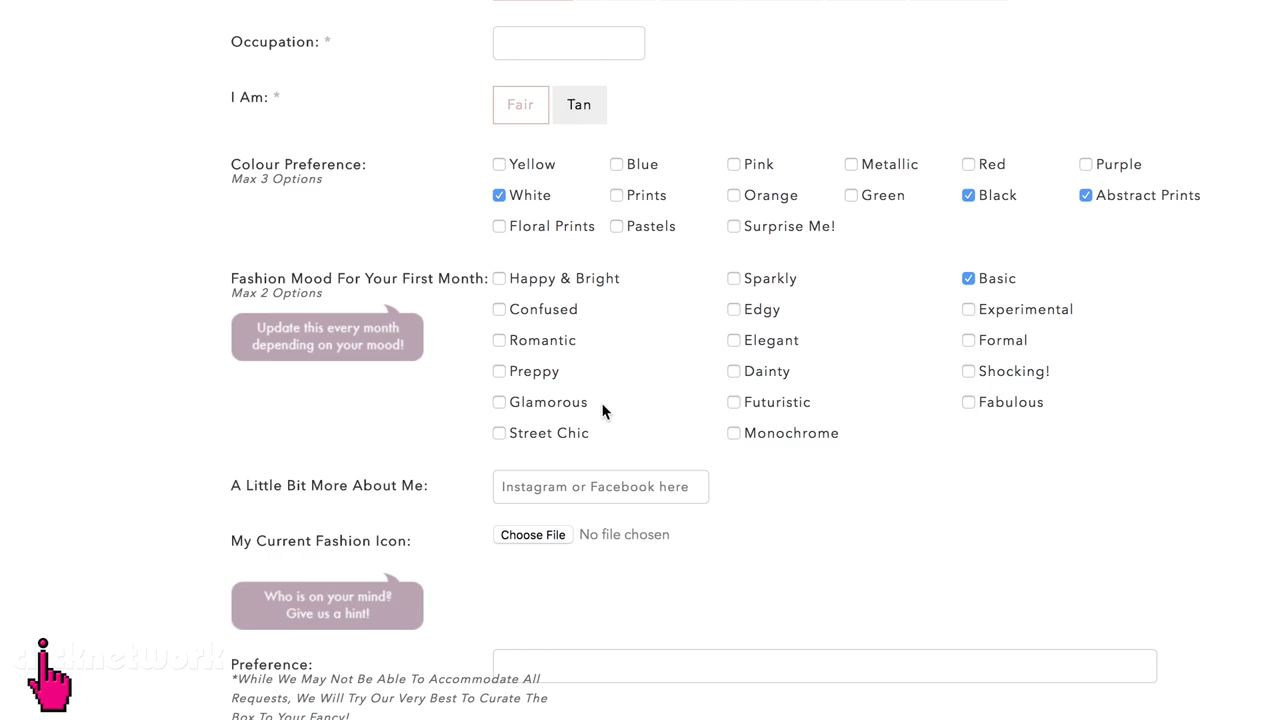 Occupation: *
I Am: *
Fair
Tan
Colour Preference:
Max 3 Options
Yellow
Blue
Pink
Metallic
Red
Purple
White
Prints
Orange
Green
Black
Abstract Prints
Floral Prints
Pastels
Surprise Me!
Fashion Mood For Your First Month:
Max 2 Options
Update this every month
depending on your mood!
Happy & Bright
Sparkly
Basic
Confused
Edgy
Experimental
Romantic
Elegant
Formal
Preppy
Dainty
Shocking!
Glamorous
Futuristic
Fabulous
Street Chic
Monochrome
A Little Bit More About Me:
Instagram or Facebook here
My Current Fashion Icon:
Choose File
No file chosen
Who is on your mind?
Give us a hint!
Preference:
*While We May Not Be Able To Accommodate All
Requests, We Will Try Our Very Best To Curate The
Box To Your Fancy!
clicknetwork